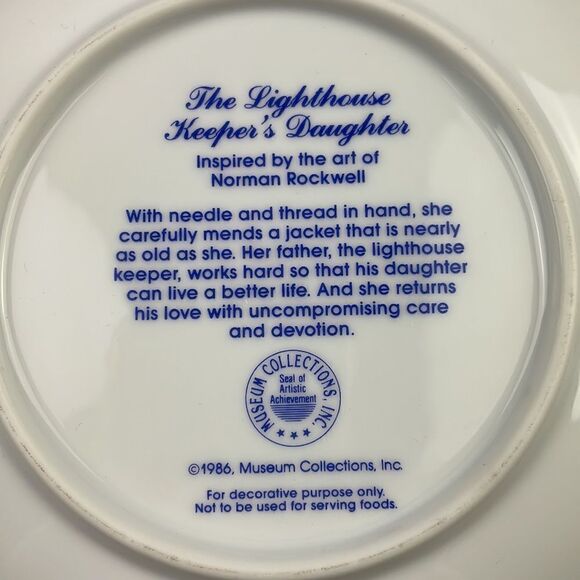 The Lighthouse
Keeper's Daughter
Inspired by the art of
Norman Rockwell
With needle and thread in hand, she
carefully mends a jacket that is nearly
as old as she. Her father, the lighthouse
keeper, works hard so that his daughter
can live a better life. And she returns
his love with uncompromising care
and devotion.
MUSEUM COLLECTIONS, INC.
Seal of
Artistic
Achievement
©1986, Museum Collections, Inc.
For decorative purpose only.
Not to be used for serving foods.